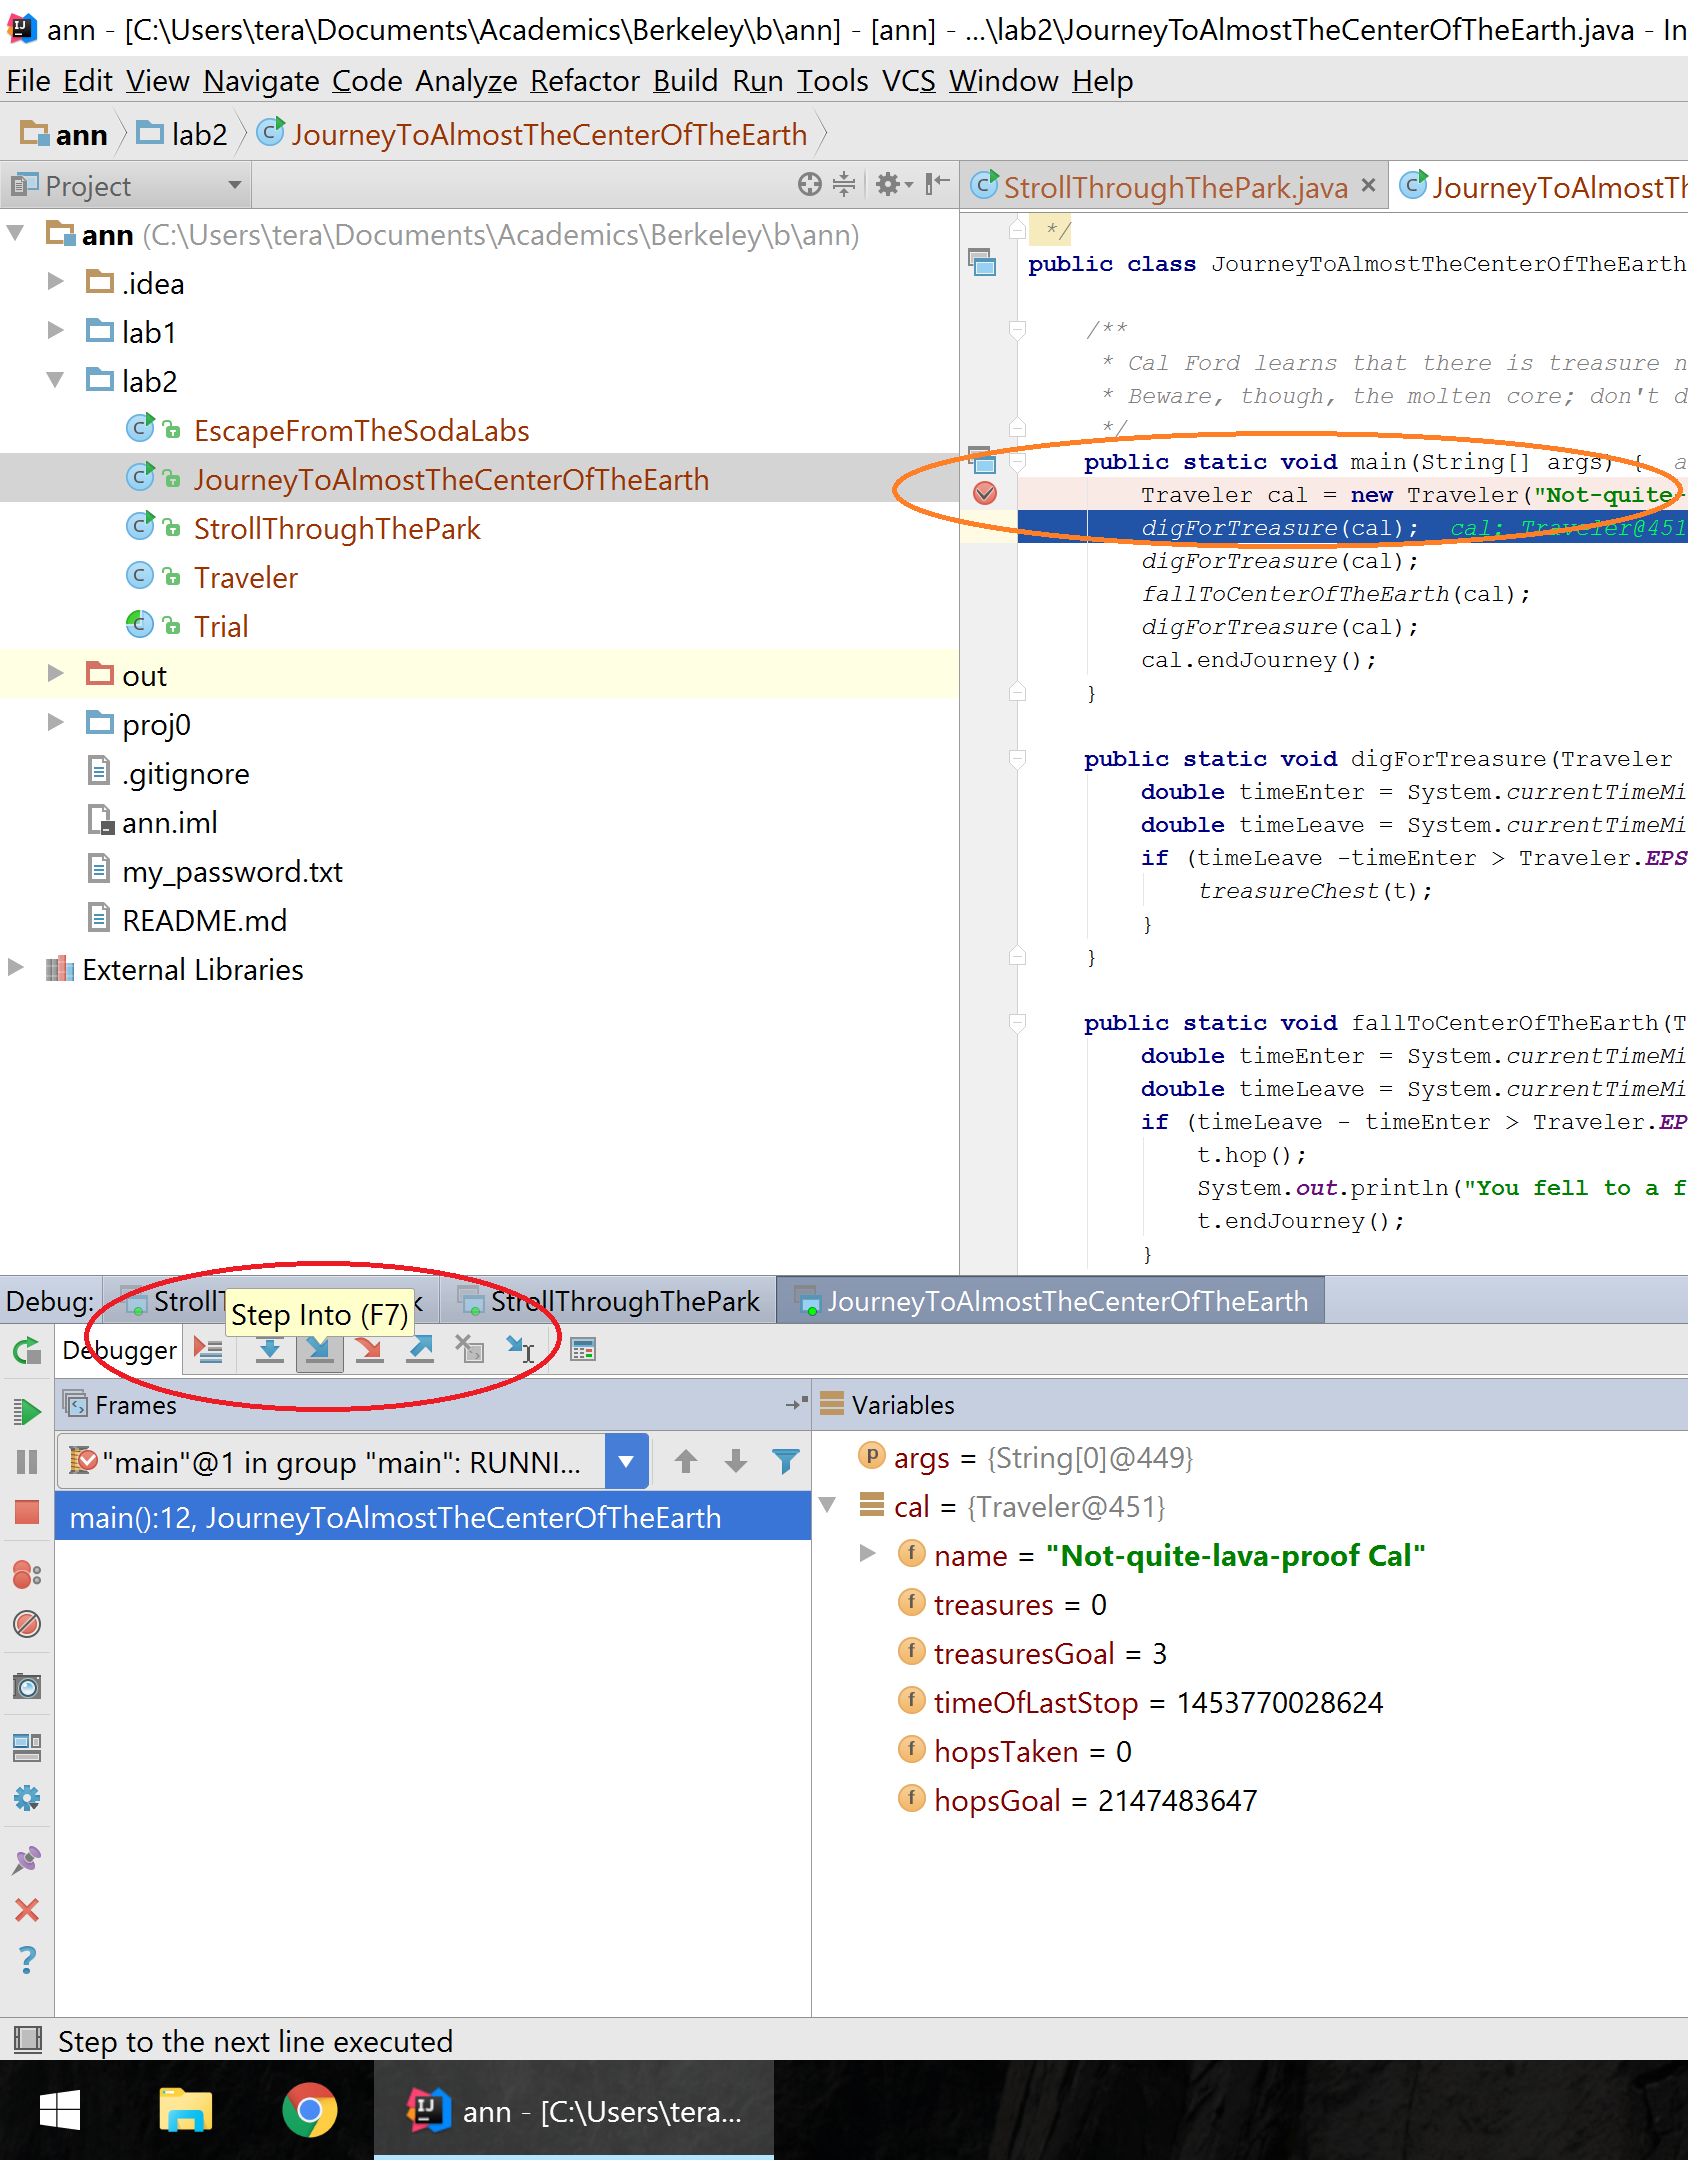 ann - [C:\Users\tera\Documents\Academics\Berkeley\b\ann] - [ann] - ...\lab2\JourneyToAlmostTheCenterOfTheEarth.java - In
File Edit View Navigate Code Analyze Refactor Build Run Tools VCS Window Help
ann lab2 JourneyToAlmostTheCenterOfTheEarth
Project
ann (C:\Users\tera\Documents\Academics\Berkeley\b\ann)
.idea
lab1
lab2
EscapeFromTheSodaLabs
JourneyToAlmostTheCenterOfTheEarth
StrollThroughThePark
Traveler
Trial
out
proj0
.gitignore
ann.iml
my_password.txt
README.md
External Libraries
StrollThroughThePark.java JourneyToAlmostTh
*/
public class JourneyToAlmostTheCenterOfTheEarth
/**
* Cal Ford learns that there is treasure n
* Beware, though, the molten core; don't d
*/
public static void main(String[] args) { a
Traveler cal = new Traveler("Not-quite-
digForTreasure(cal); cal: Traveler@451
digForTreasure(cal);
fallToCenterOfTheEarth(cal);
digForTreasure(cal);
cal.endJourney();
}
public static void digForTreasure(Traveler
double timeEnter = System.currentTimeMi
double timeLeave = System.currentTimeMi
if (timeLeave -timeEnter > Traveler.EPS
treasureChest(t);
}
}
public static void fallToCenterOfTheEarth(T
double timeEnter = System.currentTimeMi
double timeLeave = System.currentTimeMi
if (timeLeave - timeEnter > Traveler.EP
t.hop();
System.out.println("You fell to a f
t.endJourney();
}
Debug: Stroll k StrollThroughThePark JourneyToAlmostTheCenterOfTheEarth
Step Into (F7)
Debugger
Frames
"main"@1 in group "main": RUNNI...
main():12, JourneyToAlmostTheCenterOfTheEarth
Variables
args = {String[0]@449}
cal = {Traveler@451}
name = "Not-quite-lava-proof Cal"
treasures = 0
treasuresGoal = 3
timeOfLastStop = 1453770028624
hopsTaken = 0
hopsGoal = 2147483647
Step to the next line executed
ann - [C:\Users\tera...